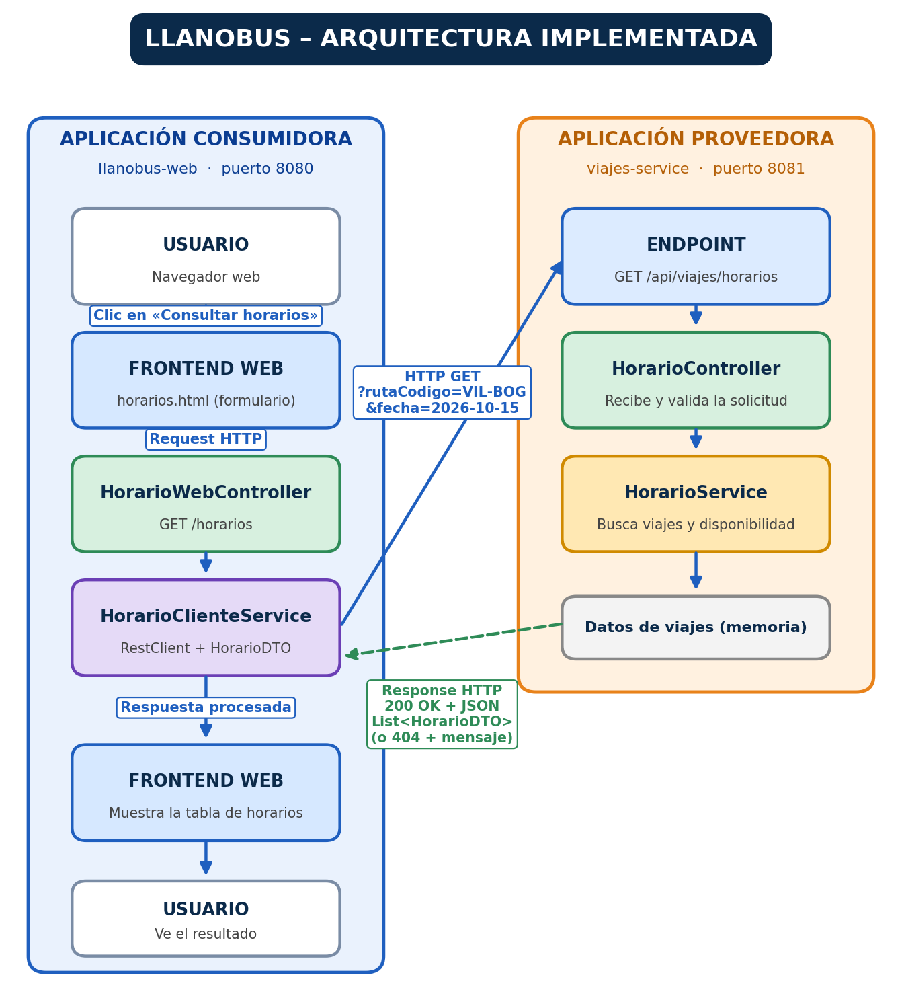 LLANOBUS – ARQUITECTURA IMPLEMENTADA
APLICACIÓN CONSUMIDORA
llanobus-web · puerto 8080
USUARIO
Navegador web
Clic en «Consultar horarios»
FRONTEND WEB
horarios.html (formulario)
Request HTTP
HorarioWebController
GET /horarios
HorarioClienteService
RestClient + HorarioDTO
Respuesta procesada
FRONTEND WEB
Muestra la tabla de horarios
USUARIO
Ve el resultado
HTTP GET
?rutaCodigo=VIL-BOG
&fecha=2026-10-15
APLICACIÓN PROVEEDORA
viajes-service · puerto 8081
ENDPOINT
GET /api/viajes/horarios
HorarioController
Recibe y valida la solicitud
HorarioService
Busca viajes y disponibilidad
Datos de viajes (memoria)
Response HTTP
200 OK + JSON
List<HorarioDTO>
(o 404 + mensaje)